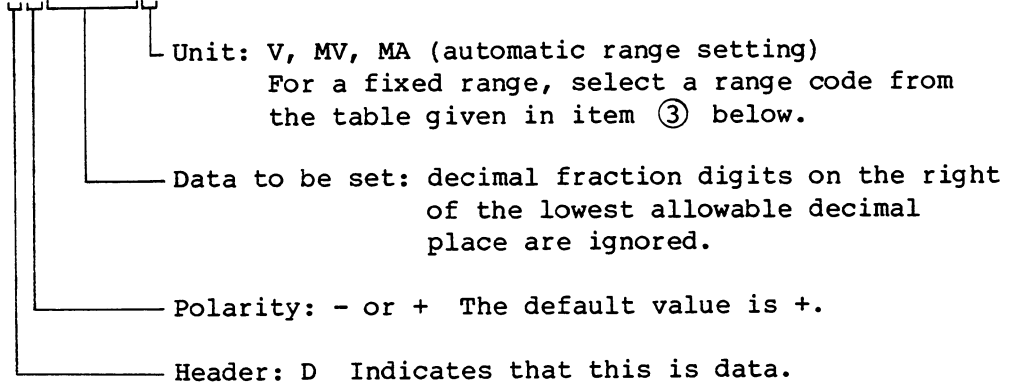 Unit: V, MV, MA (automatic range setting)
For a fixed range, select a range code from
the table given in item ③ below.
Data to be set: decimal fraction digits on the right
of the lowest allowable decimal
place are ignored.
Polarity: - or + The default value is +.
Header: D Indicates that this is data.